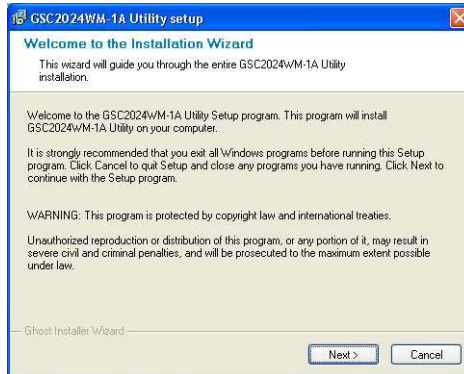 GSC2024WM-1A Utility setup
Welcome to the Installation Wizard
This wizard will guide you through the entire GSC2024WM-1A Utility
installation.
Welcome to the GSC2024WM-1A Utility Setup program. This program will install
GSC2024WM-1A Utility on your computer.
It is strongly recommended that you exit all Windows programs before running this Setup
program. Click Cancel to quit Setup and close any programs you have running. Click Next to
continue with the Setup program.
WARNING: This program is protected by copyright law and international treaties.
Unauthorized reproduction or distribution of this program, or any portion of it, may result in
severe civil and criminal penalties, and will be prosecuted to the maximum extent possible
under law.
Ghost Installer Wizard
Next > Cancel